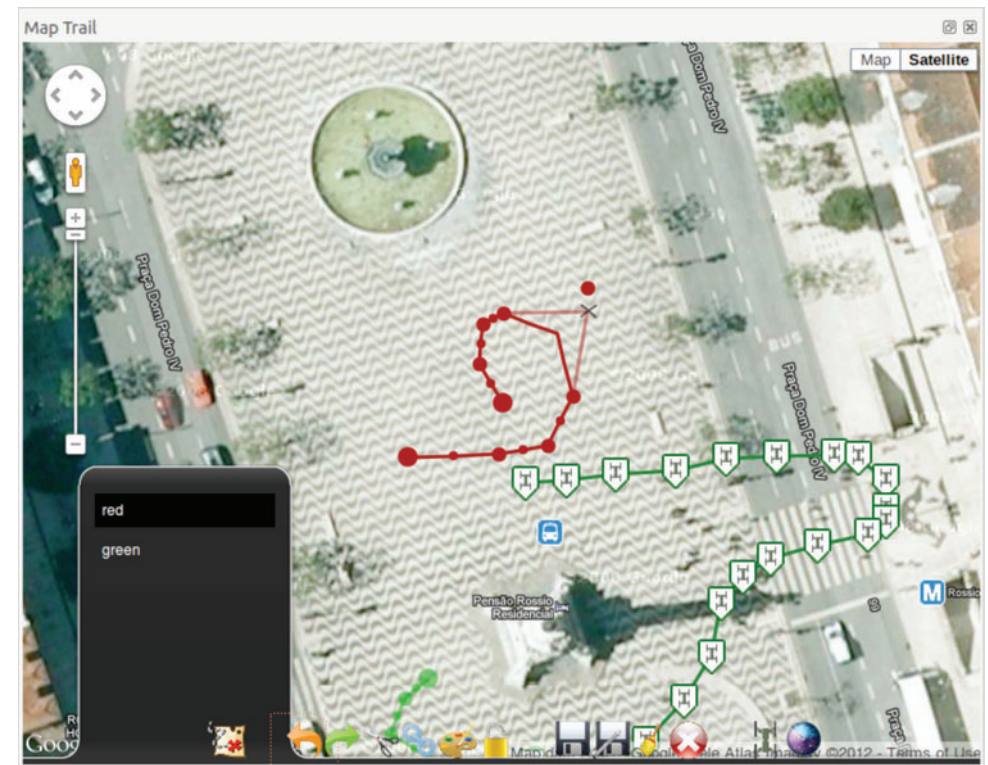 Map Trail
Map
Satellite
Praça Dom Pedro IV
Praça Dom Pedro IV
BUS
Praça Dom Pedro IV
red
green
Pensão Rossio
Residencial
M
Rossio
Goog
Terms of Use
©2012 -